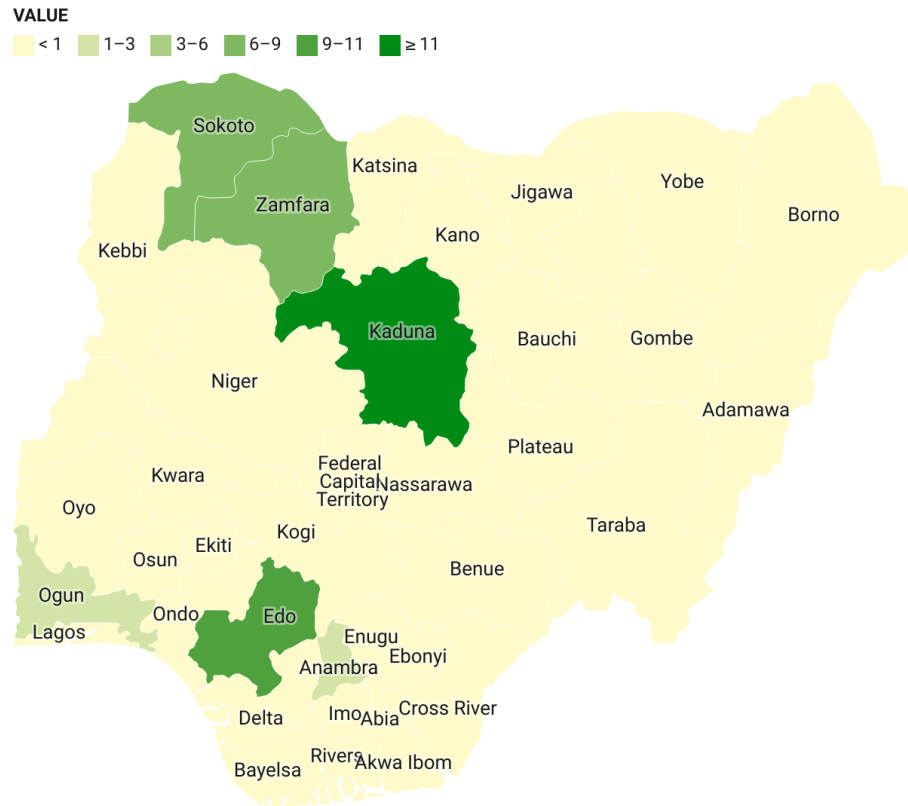 VALUE
< 1 1–3 3–6 6–9 9–11 ≥ 11
Sokoto
Katsina
Yobe
Jigawa
Zamfara
Borno
Kano
Kebbi
Kaduna
Bauchi
Gombe
Niger
Adamawa
Plateau
Federal
Capital
Territory
Nassarawa
Kwara
Oyo
Taraba
Kogi
Ekiti
Osun
Benue
Ogun
Ondo
Edo
Lagos
Enugu
Ebonyi
Anambra
Cross River
Imo
Abia
Delta
Rivers
Akwa Ibom
Bayelsa